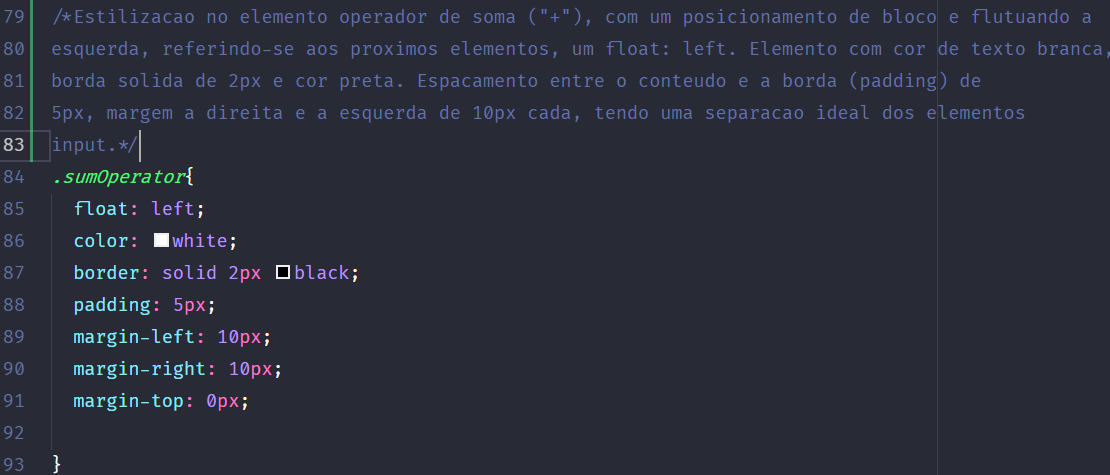 79 /*Estilizacao no elemento operador de soma ("+"), com um posicionamento de bloco e flutuando a
80 esquerda, referindo-se aos proximos elementos, um float: left. Elemento com cor de texto branca,
81 borda solida de 2px e cor preta. Espacamento entre o conteudo e a borda (padding) de
82 5px, margem a direita e a esquerda de 10px cada, tendo uma separacao ideal dos elementos
83 input.*/
84 .sumOperator{
85 float: left;
86 color: white;
87 border: solid 2px black;
88 padding: 5px;
89 margin-left: 10px;
90 margin-right: 10px;
91 margin-top: 0px;
92
93 }